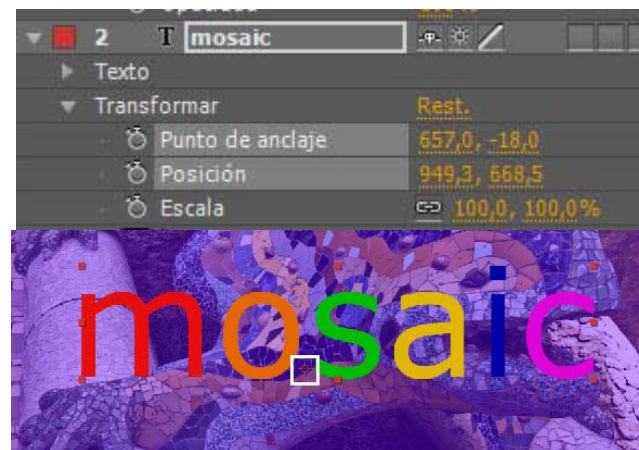 2 T mosaic
Texto
Transformar Rest.
Punto de anclaje 657,0, -18,0
Posición 949,3, 668,5
Escala 100,0, 100,0%
mosaic